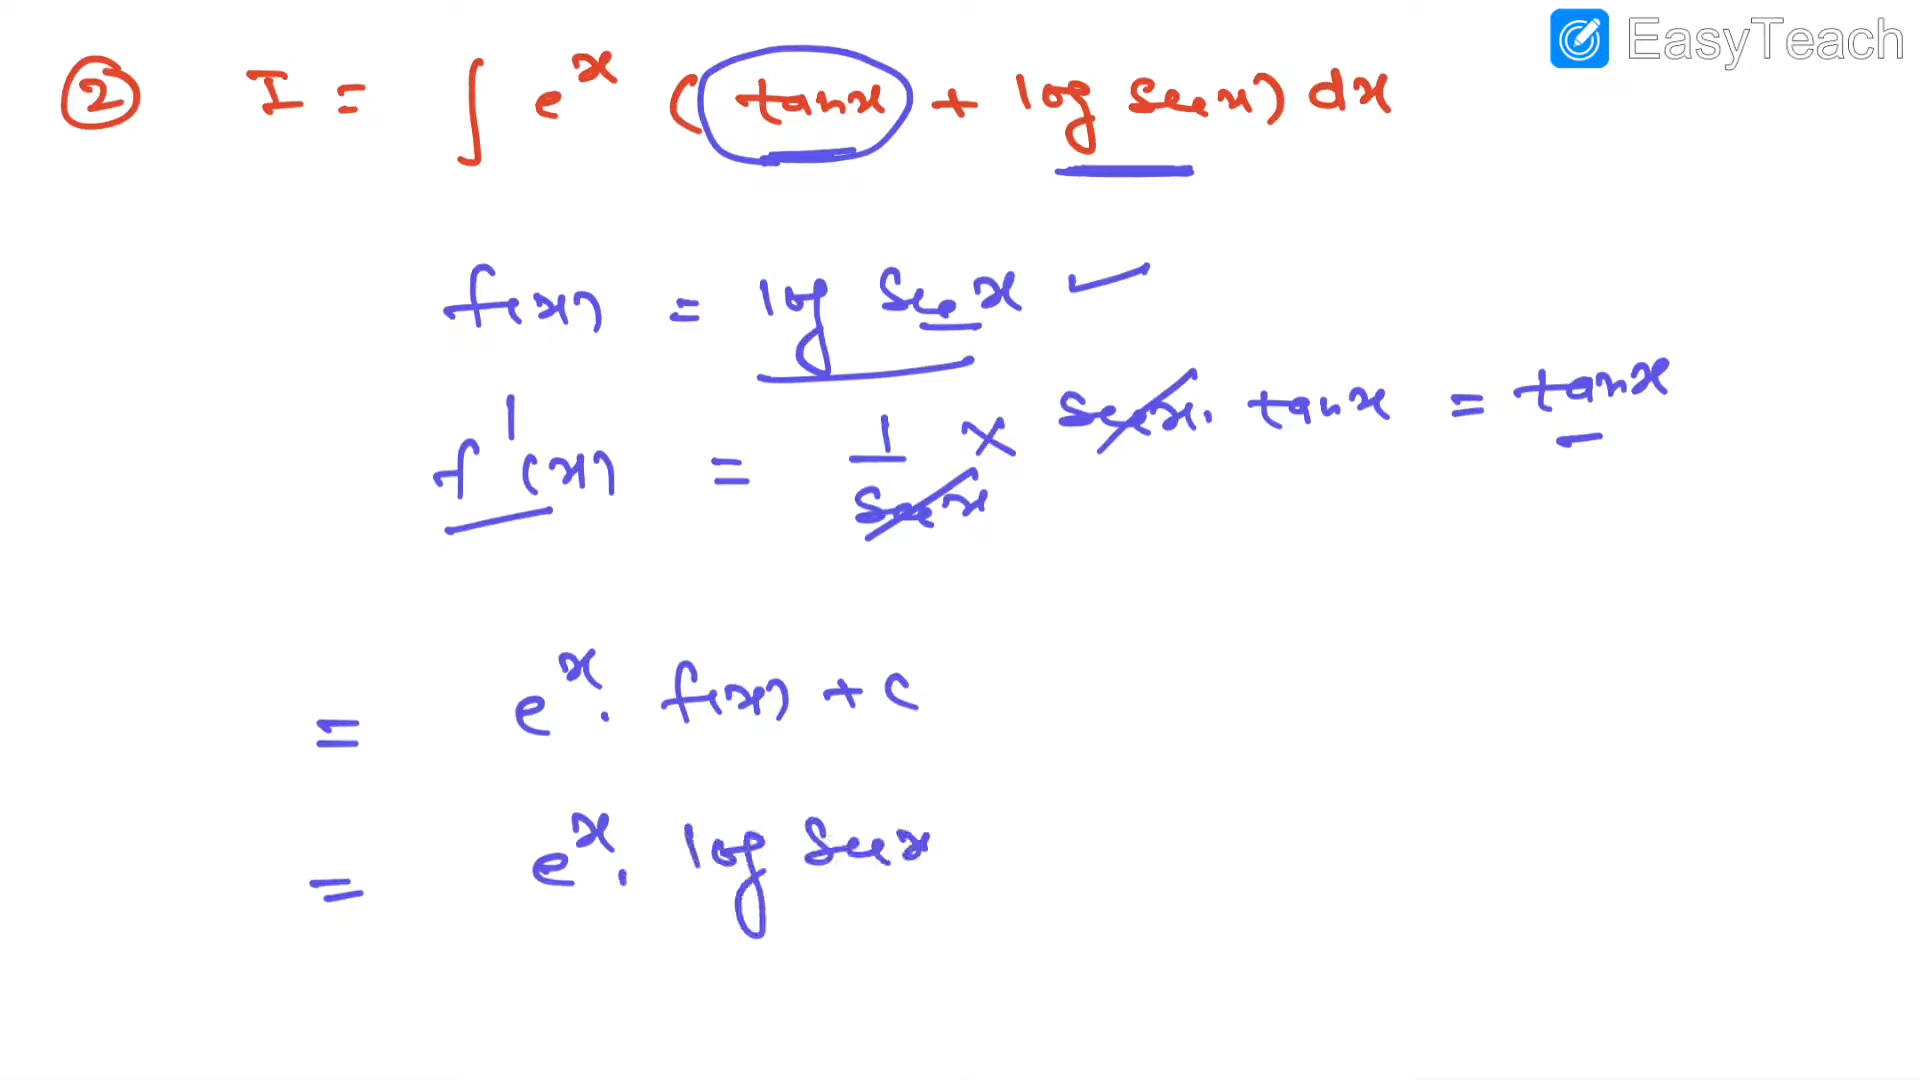 EasyTeach
② I = ∫ e^x (tanx + log secx) dx
f(x) = log secx ✓
f'(x) = 1/secx × secx. tanx = tanx
= e^x. f(x) + c
= e^x. log secx